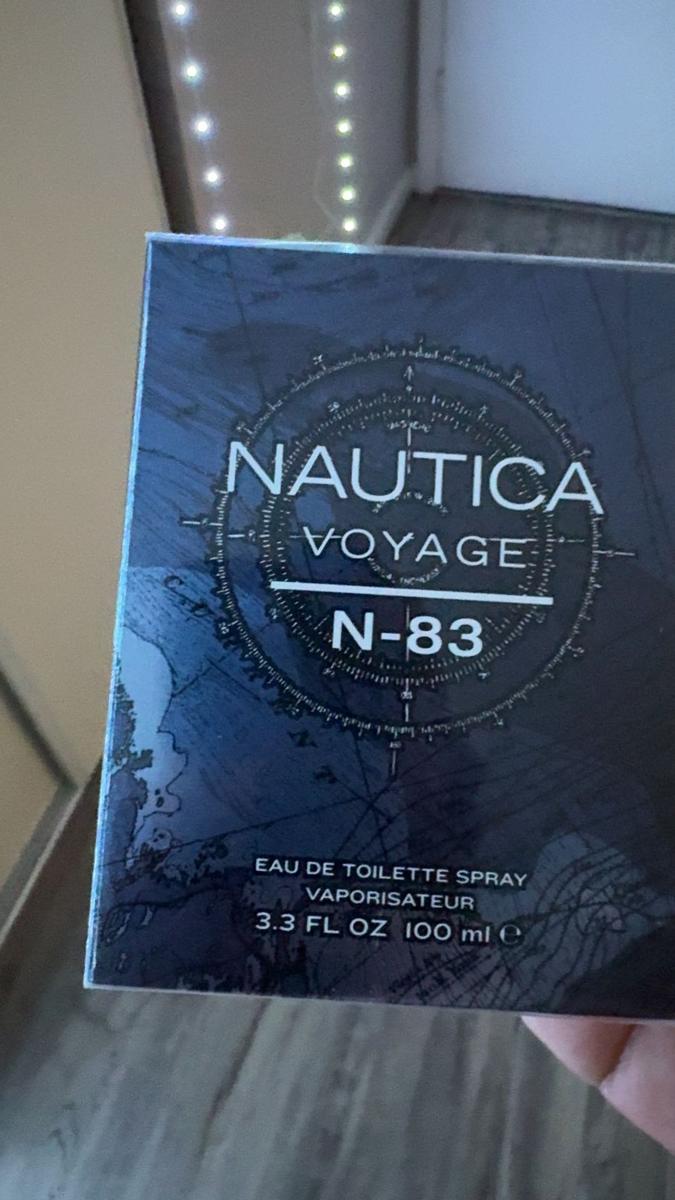 NAUTICA
VOYAGE
N-83
EAU DE TOILETTE SPRAY
VAPORISATEUR
3.3 FL OZ 100 ml ℮